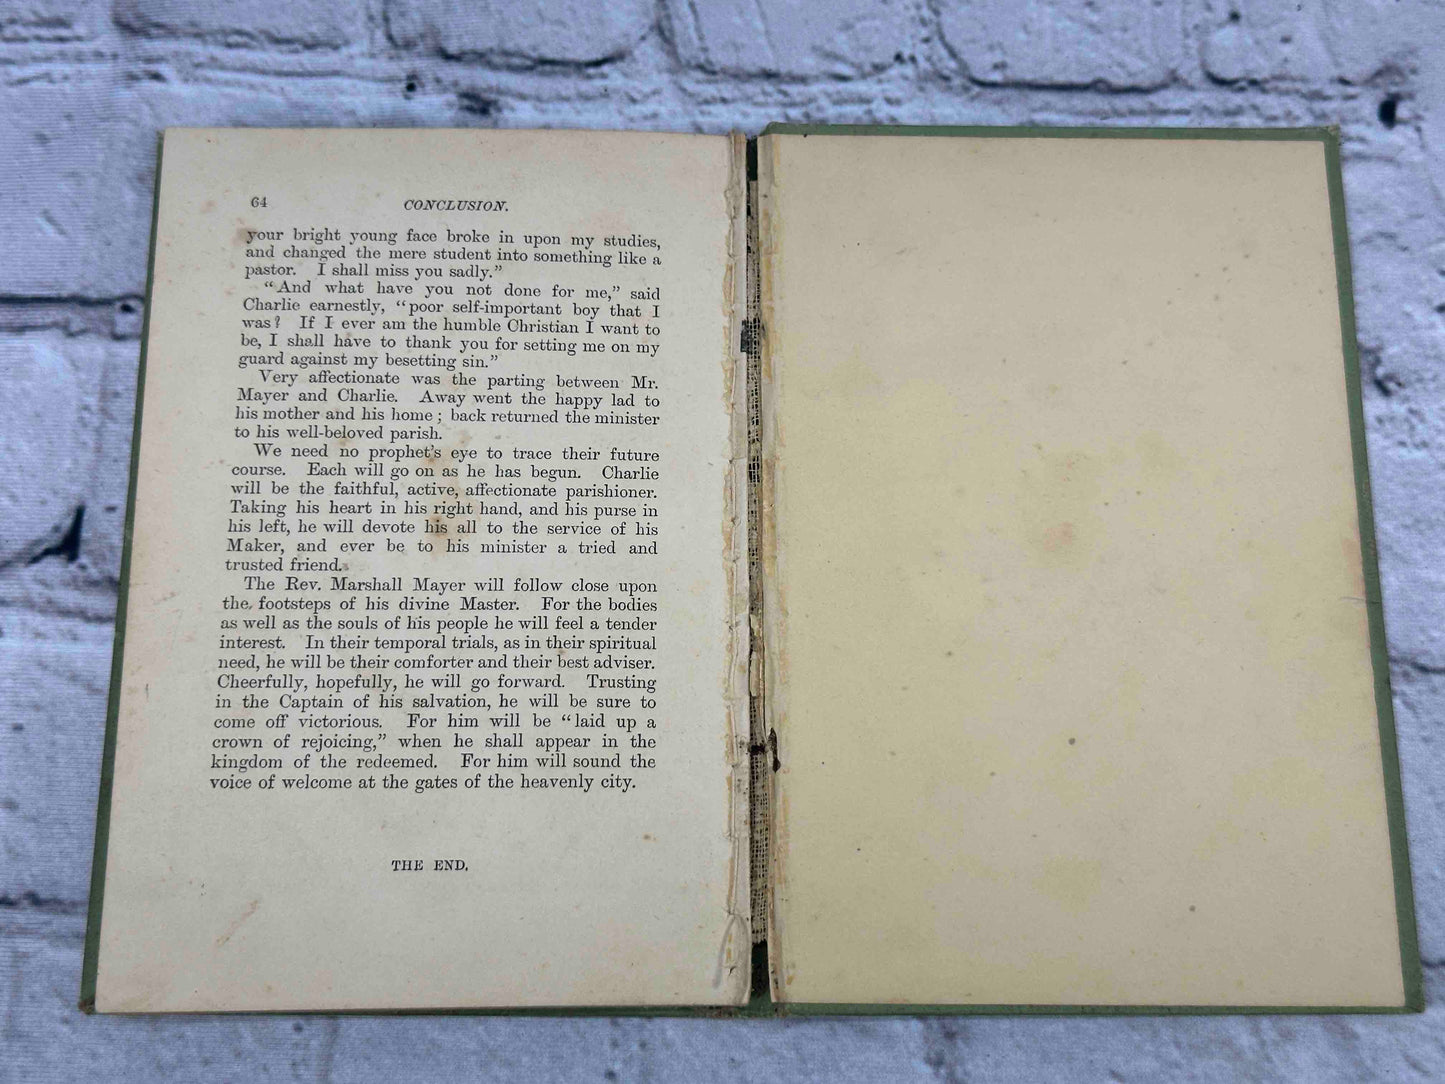 64 CONCLUSION.
your bright young face broke in upon my studies,
and changed the mere student into something like a
pastor. I shall miss you sadly.”
“And what have you not done for me,” said
Charlie earnestly, “poor self-important boy that I
was? If I ever am the humble Christian I want to
be, I shall have to thank you for setting me on my
guard against my besetting sin.”
Very affectionate was the parting between Mr.
Mayer and Charlie. Away went the happy lad to
his mother and his home ; back returned the minister
to his well-beloved parish.
We need no prophet's eye to trace their future
course. Each will go on as he has begun. Charlie
will be the faithful, active, affectionate parishioner.
Taking his heart in his right hand, and his purse in
his left, he will devote his all to the service of his
Maker, and ever be to his minister a tried and
trusted friend.
The Rev. Marshall Mayer will follow close upon
the footsteps of his divine Master. For the bodies
as well as the souls of his people he will feel a tender
interest. In their temporal trials, as in their spiritual
need, he will be their comforter and their best adviser.
Cheerfully, hopefully, he will go forward. Trusting
in the Captain of his salvation, he will be sure to
come off victorious. For him will be “laid up a
crown of rejoicing,” when he shall appear in the
kingdom of the redeemed. For him will sound the
voice of welcome at the gates of the heavenly city.
THE END.